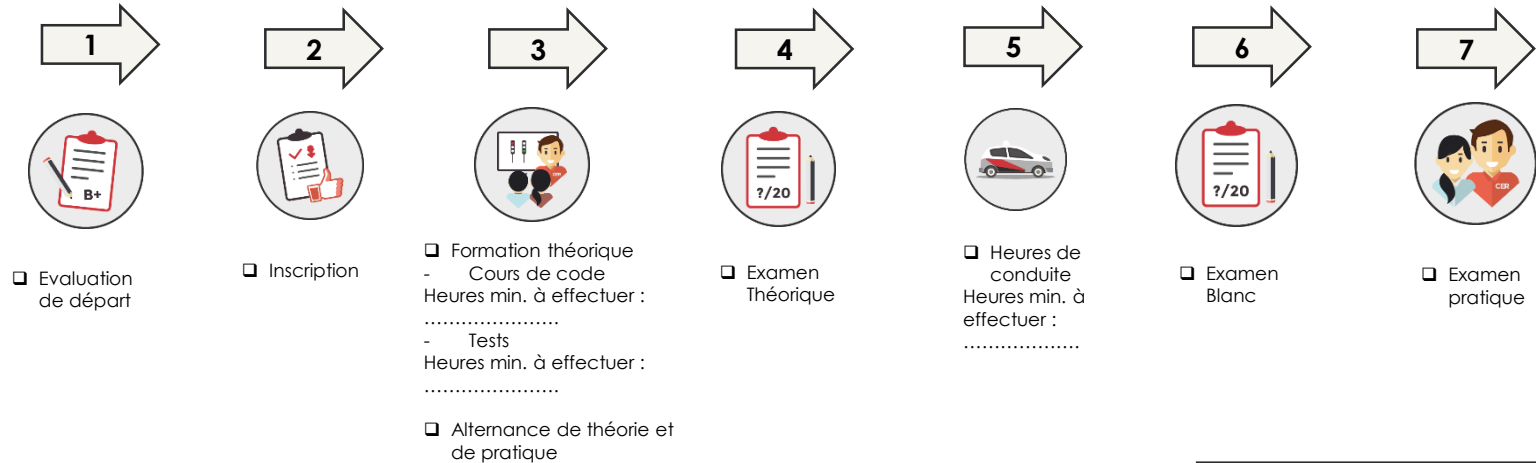 1
2
3
4
5
6
7
B+
?/20
?/20
CER
Evaluation
de départ
Inscription
Formation théorique
- Cours de code
Heures min. à effectuer :
......................
- Tests
Heures min. à effectuer :
......................
Alternance de théorie et
de pratique
Examen
Théorique
Heures de
conduite
Heures min. à
effectuer :
...................
Examen
Blanc
Examen
pratique